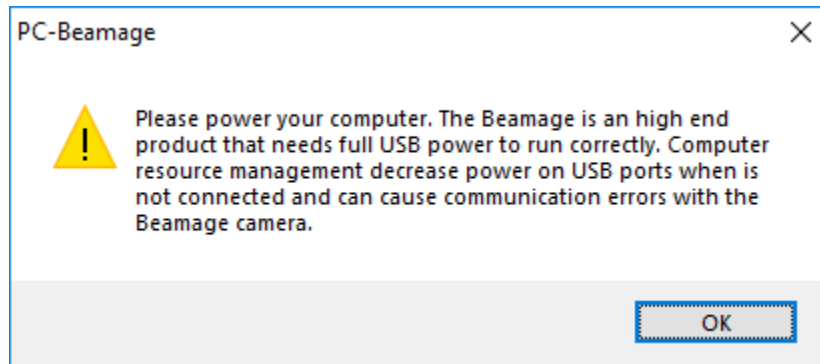 PC-Beamage
Please power your computer. The Beamage is an high end
product that needs full USB power to run correctly. Computer
resource management decrease power on USB ports when is
not connected and can cause communication errors with the
Beamage camera.
OK